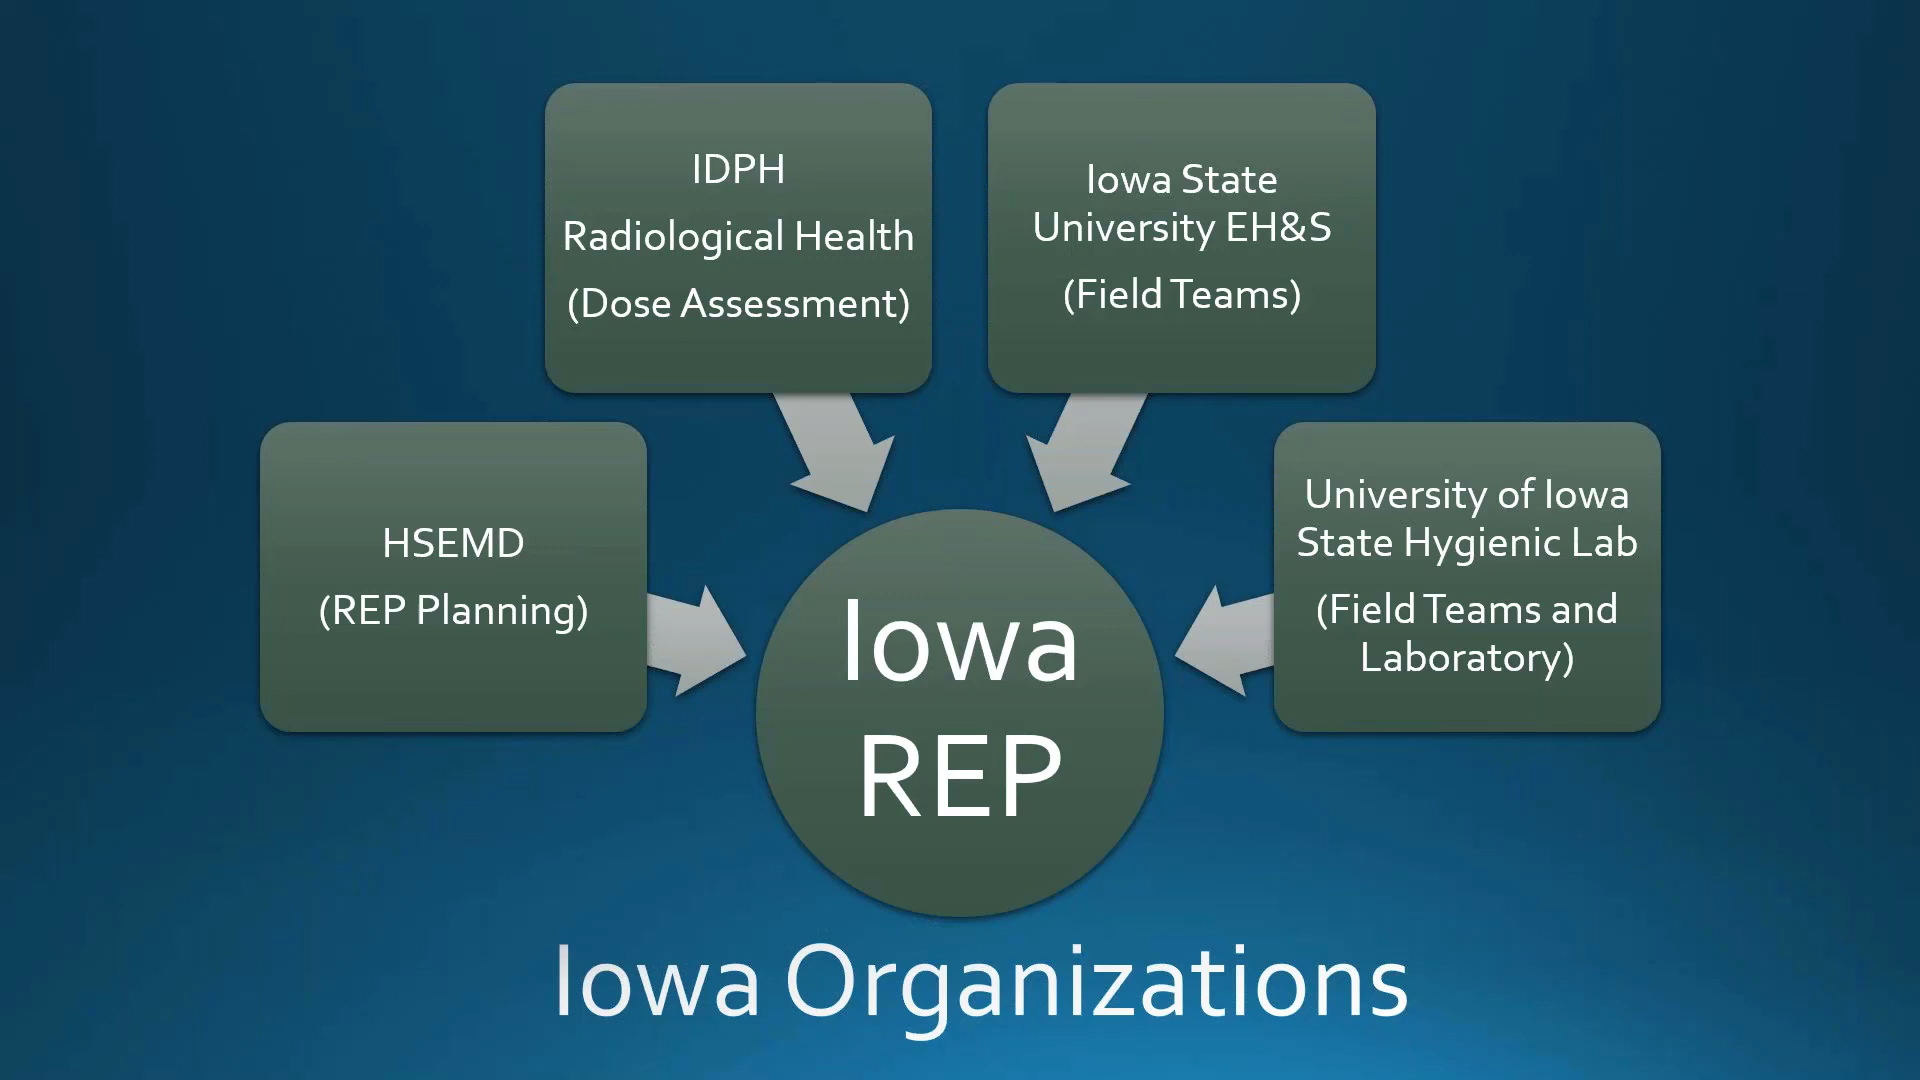 IDPH
Radiological Health
(Dose Assessment)
Iowa State
University EH&S
(Field Teams)
HSEMD
(REP Planning)
University of Iowa
State Hygienic Lab
(Field Teams and
Laboratory)
Iowa
REP
Iowa Organizations